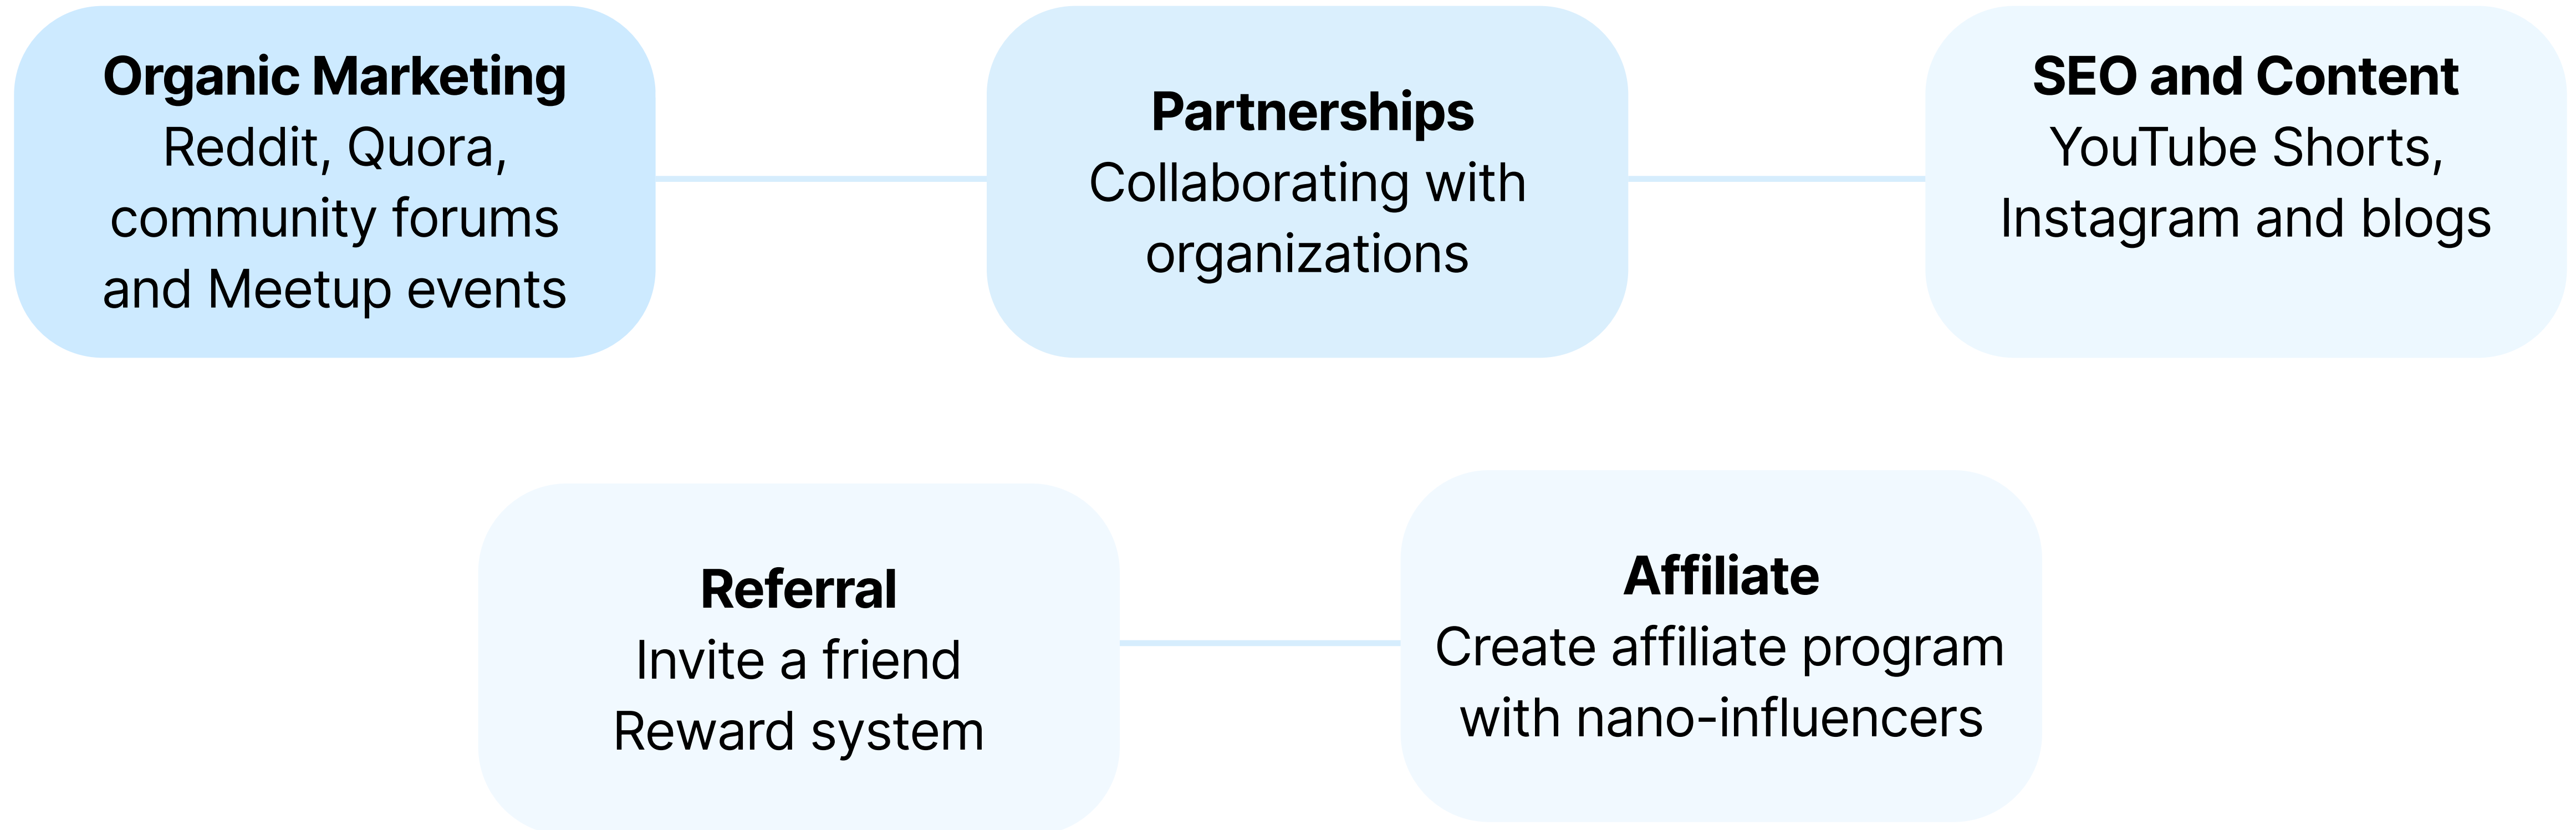 Organic Marketing
Reddit, Quora,
community forums
and Meetup events
Partnerships
Collaborating with
organizations
SEO and Content
YouTube Shorts,
Instagram and blogs
Referral
Invite a friend
Reward system
Affiliate
Create affiliate program
with nano-influencers